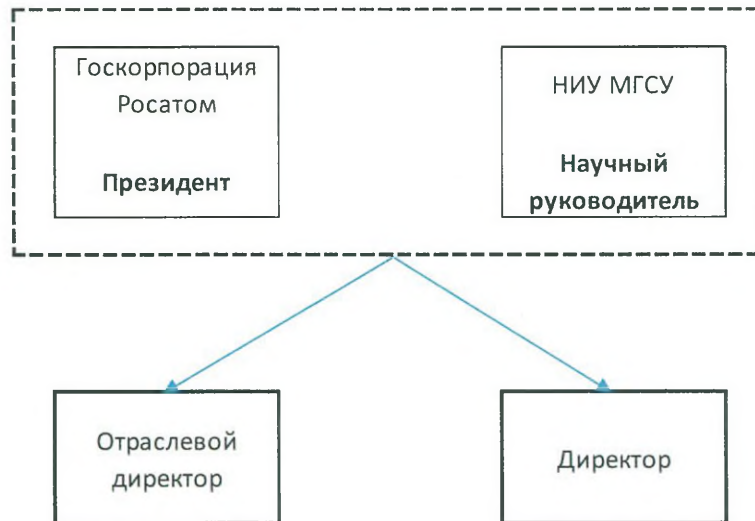 Госкорпорация
Росатом
Президент
НИУ МГСУ
Научный
руководитель
Отраслевой
директор
Директор